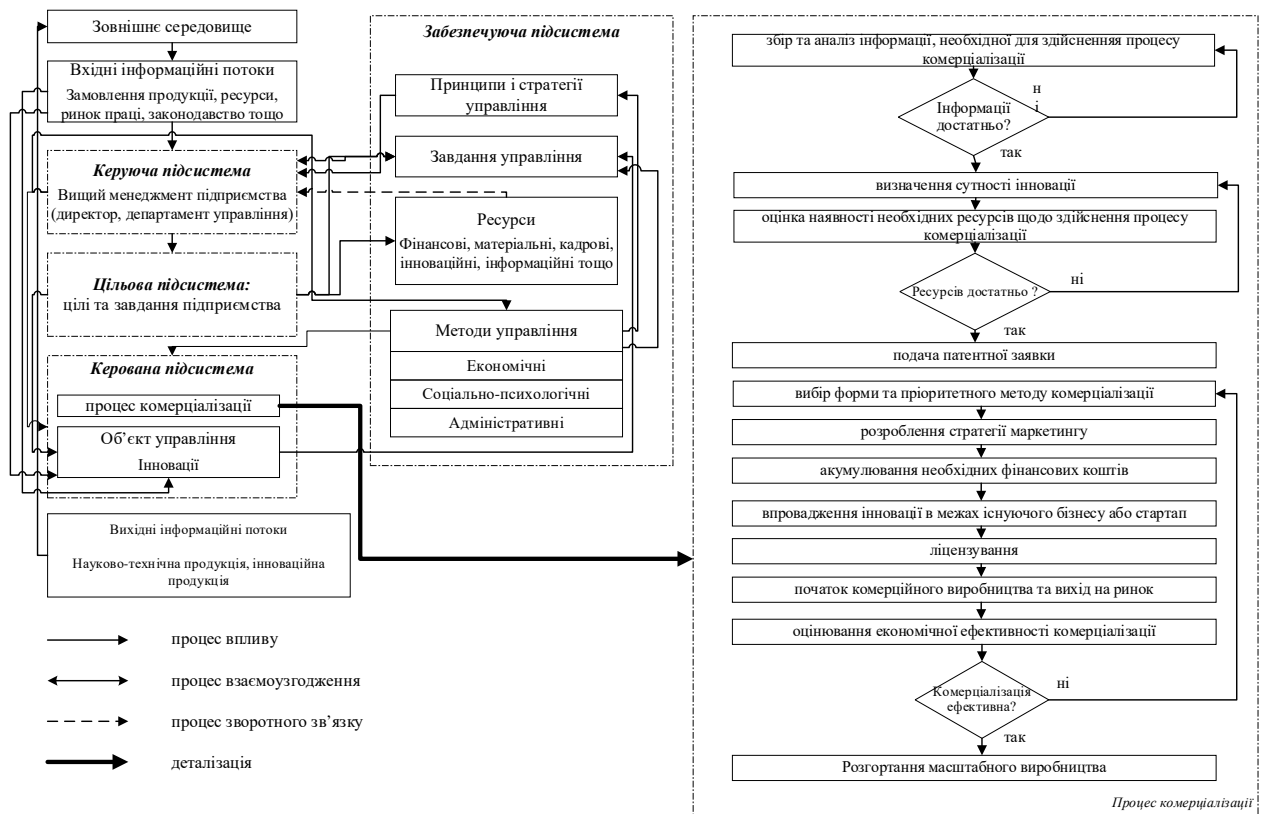 Зовнішнє середовище
Вхідні інформаційні потоки
Замовлення продукції, ресурси,
ринок праці, законодавство тощо
Керуюча підсистема
Вищий менеджмент підприємства
(директор, департамент управління)
Цільова підсистема:
цілі та завдання підприємства
Керована підсистема
процес комерціалізації
Об’єкт управління
Інновації
Вихідні інформаційні потоки
Науково-технічна продукція, інноваційна
продукція
Забезпечуюча підсистема
Принципи і стратегії
управління
Завдання управління
Ресурси
Фінансові, матеріальні, кадрові,
інноваційні, інформаційні тощо
Методи управління
Економічні
Соціально-психологічні
Адміністративні
процес впливу
процес взаємоузгодження
процес зворотного зв’язку
деталізація
збір та аналіз інформації, необхідної для здійсненняя процесу
комерціалізації
н
і
Інформації
достатньо?
так
визначення сутності інновації
оцінка наявності необхідних ресурсів щодо здійснення процесу
комерціалізації
ні
Ресурсів достатньо ?
так
подача патентної заявки
вибір форми та пріоритетного методу комерціалізації
розроблення стратегії маркетингу
акумулювання необхідних фінансових коштів
впровадження інновації в межах існуючого бізнесу або стартап
ліцензування
початок комерційного виробництва та вихід на ринок
оцінювання економічної ефективності комерціалізації
ні
Комерціалізація
ефективна?
так
Розгортання масштабного виробництва
Процес комерціалізації